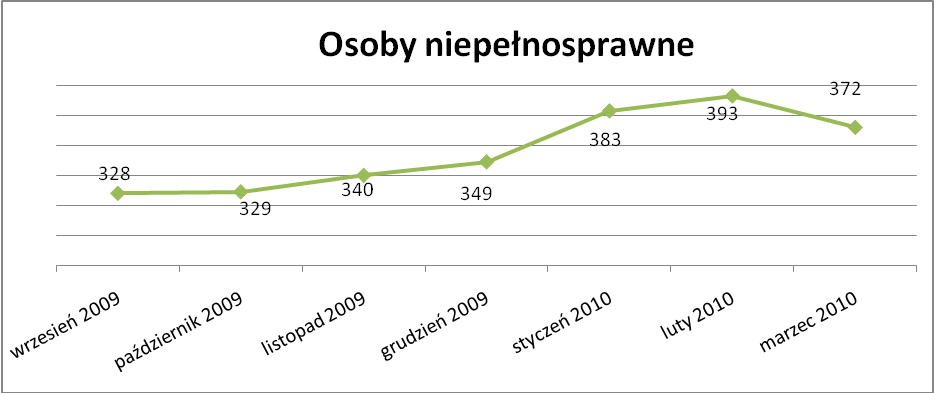 Osoby niepełnosprawne
328
329
340
349
383
393
372
wrzesień 2009
październik 2009
listopad 2009
grudzień 2009
styczeń 2010
luty 2010
marzec 2010